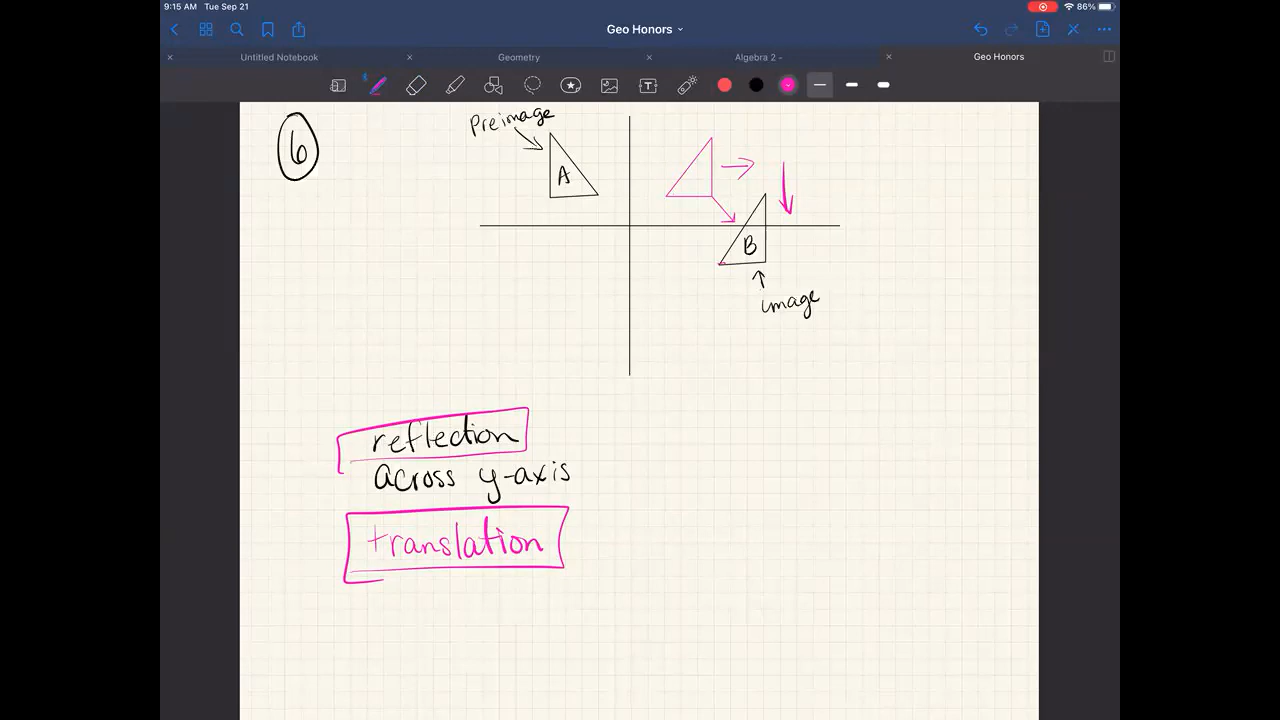 9:15 AM Tue Sep 21
86%
Geo Honors
Untitled Notebook
Geometry
Algebra 2 -
Geo Honors
6
Preimage
A
B
image
reflection
across y-axis
translation